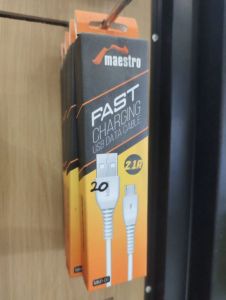 maestro
FAST
CHARGING
USB DATA CABLE
2.1A
20